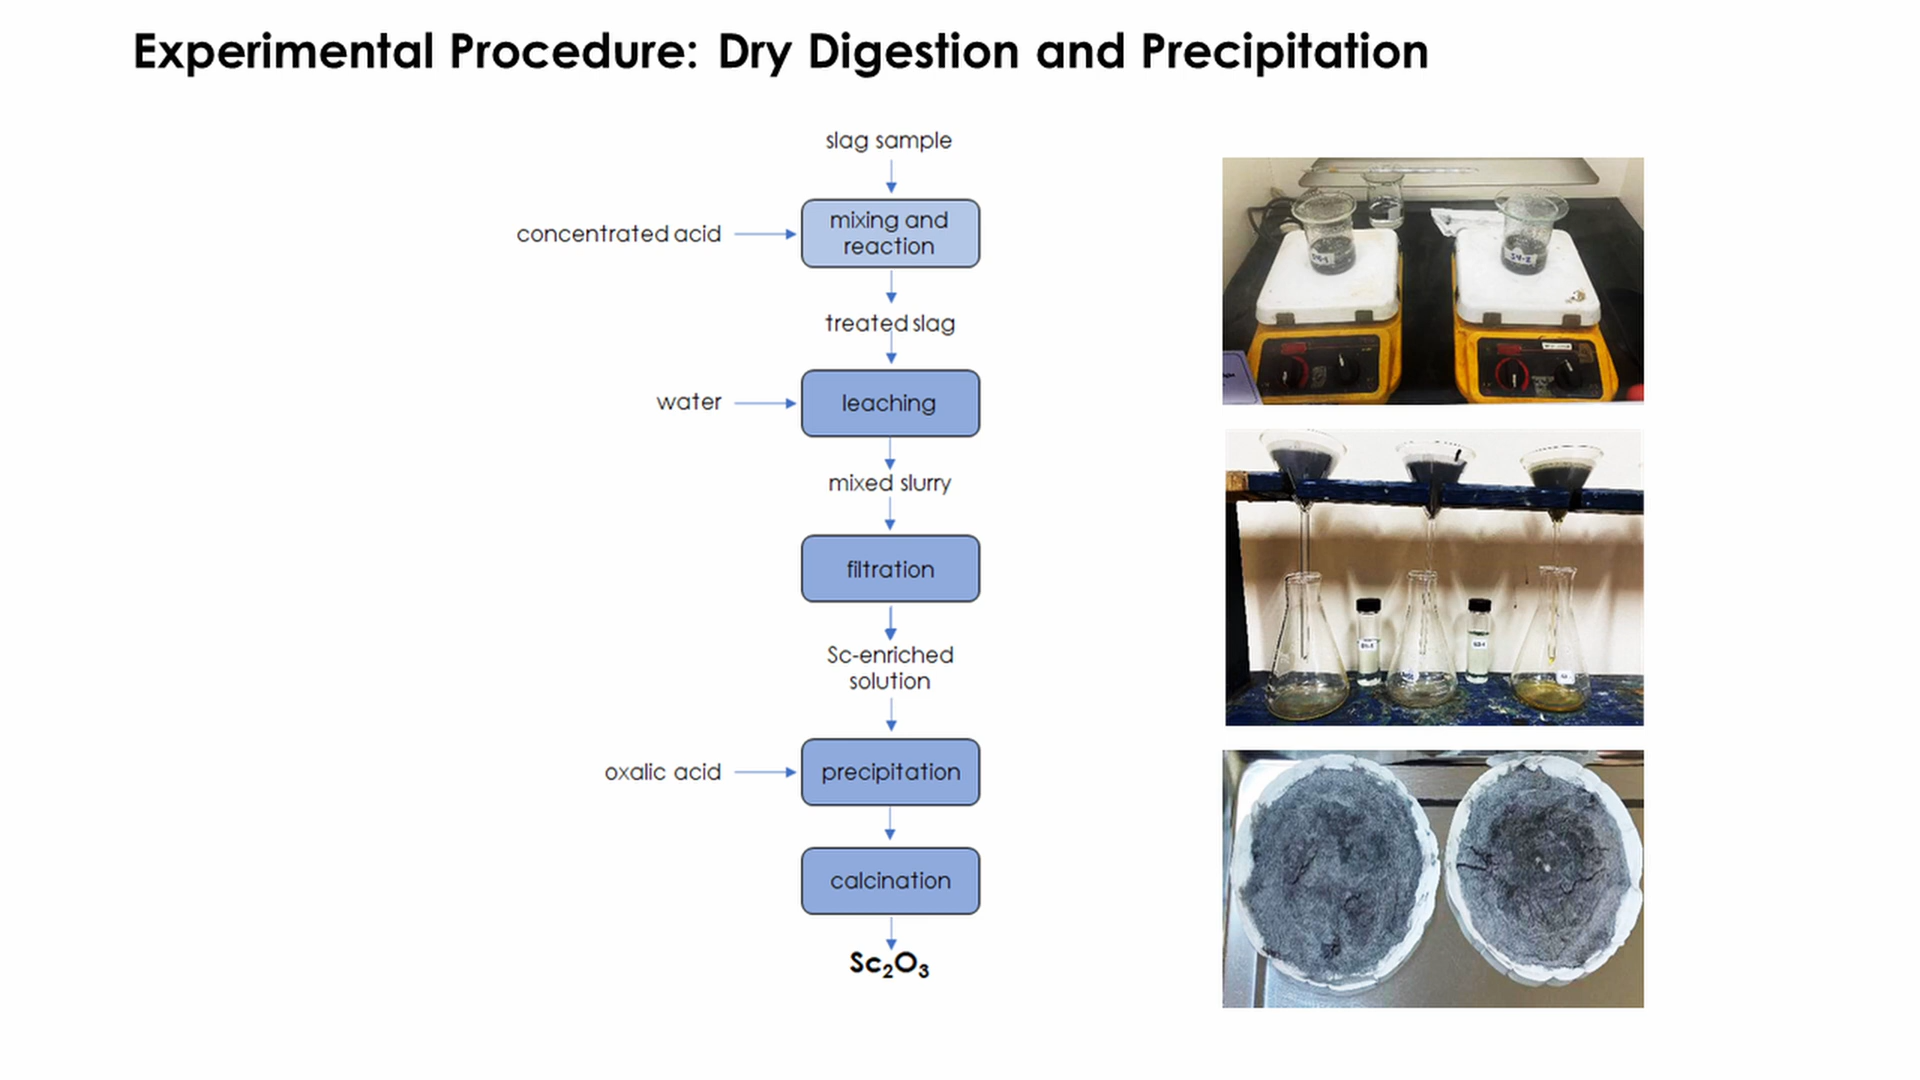 Experimental Procedure: Dry Digestion and Precipitation
slag sample
concentrated acid
mixing and
reaction
treated slag
water
leaching
mixed slurry
filtration
Sc-enriched
solution
oxalic acid
precipitation
calcination
Sc₂O₃